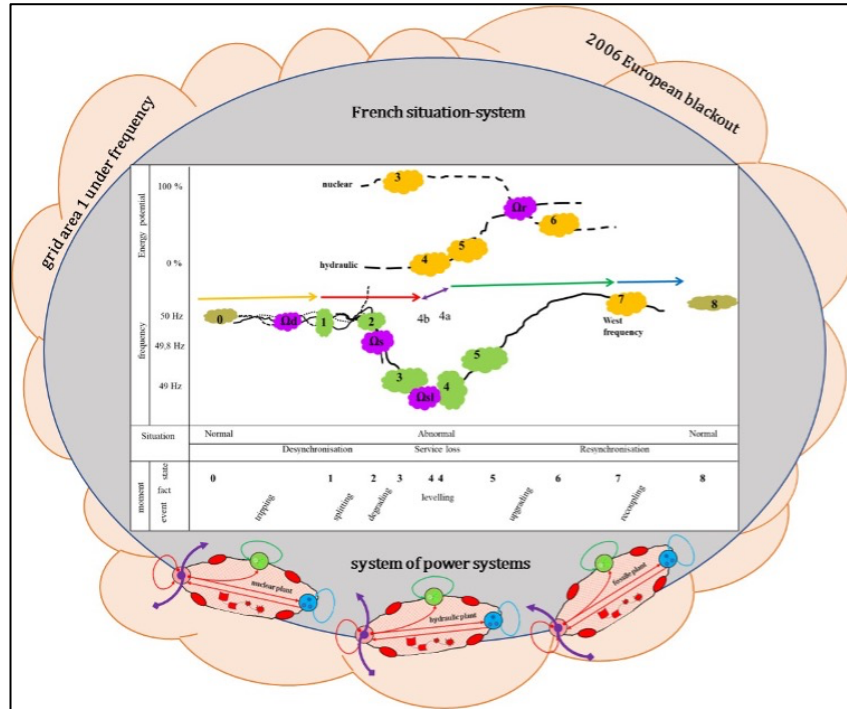 2006 European blackout
grid area 1 under frequency
French situation-system
Energy potential
100 %
0 %
nuclear
3
Ωr
6
hydraulic
4
5
frequency
50 Hz
49,8 Hz
49 Hz
0
Ωd
1
2
Ωs
3
Ωsl
4
5
4b
4a
7
West
frequency
8
Situation
Normal
Abnormal
Normal
Desynchronisation
Service loss
Resynchronisation
moment
state
fact
event
0
1
2
3
4 4
5
6
7
8
tripping
splitting
degrading
levelling
upgrading
recoupling
system of power systems
nuclear plant
hydraulic plant
fossile plant